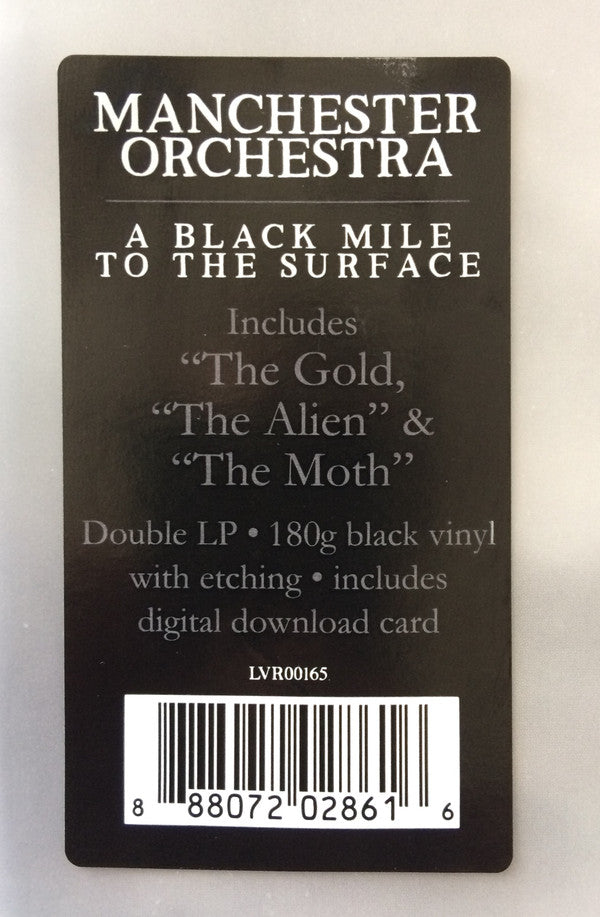 MANCHESTER
ORCHESTRA
A BLACK MILE
TO THE SURFACE
Includes
“The Gold,
“The Alien” &
“The Moth”
Double LP • 180g black vinyl
with etching • includes
digital download card
LVR00165
8 88072 02861 6